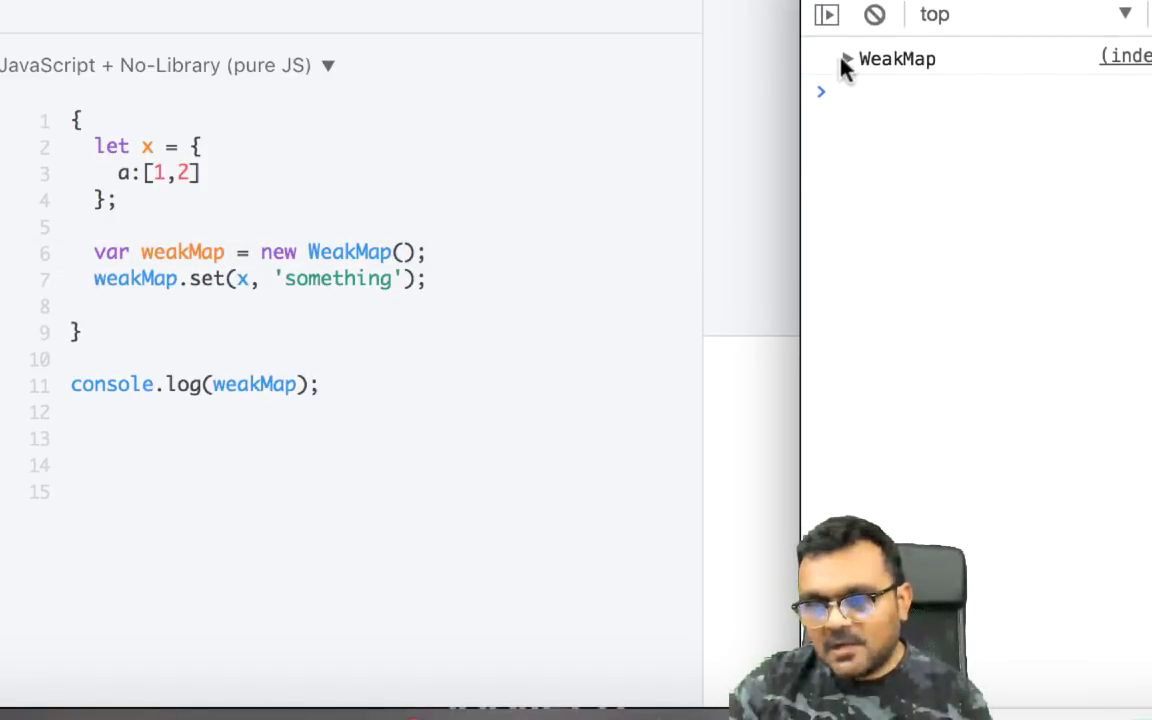 JavaScript + No-Library (pure JS) ▼
1 {
2 let x = {
3 a:[1,2]
4 };
5
6 var weakMap = new WeakMap();
7 weakMap.set(x, 'something');
8
9 }
10
11 console.log(weakMap);
12
13
14
15
top ▼
WeakMap (inde
>